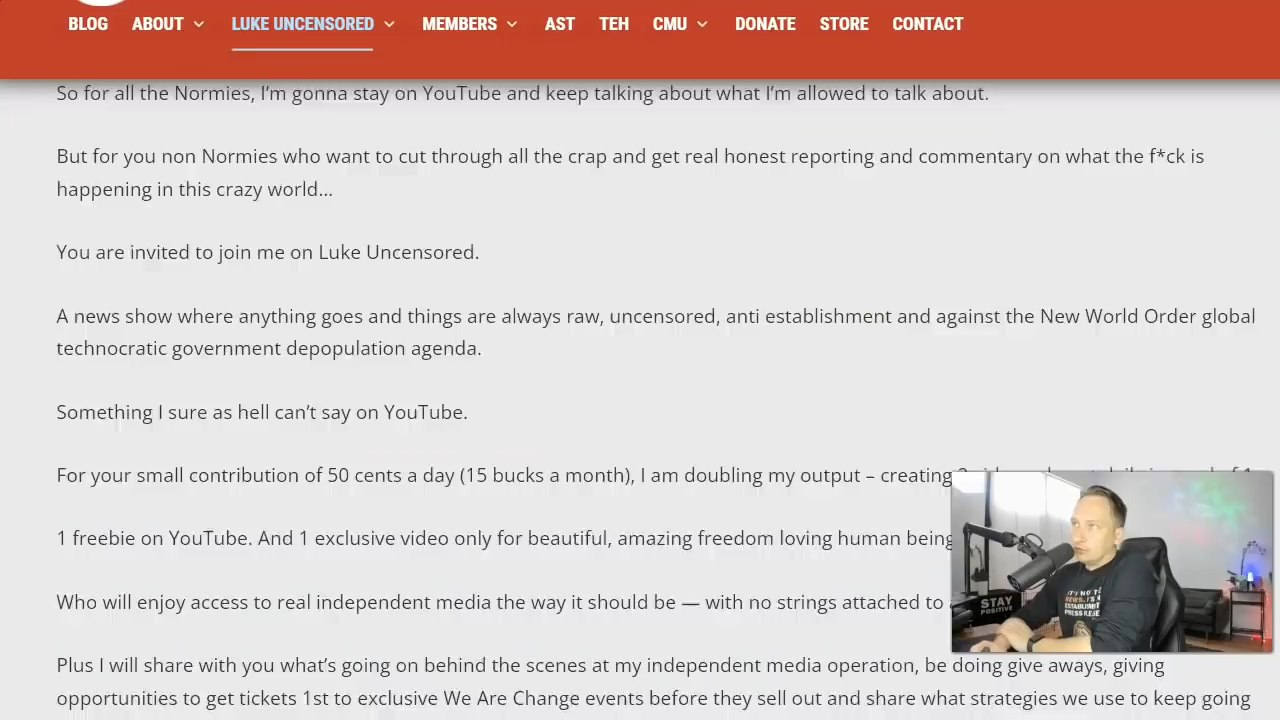 BLOG ABOUT LUKE UNCENSORED MEMBERS AST TEH CMU DONATE STORE CONTACT
So for all the Normies, I’m gonna stay on YouTube and keep talking about what I’m allowed to talk about.
But for you non Normies who want to cut through all the crap and get real honest reporting and commentary on what the f*ck is
happening in this crazy world…
You are invited to join me on Luke Uncensored.
A news show where anything goes and things are always raw, uncensored, anti establishment and against the New World Order global
technocratic government depopulation agenda.
Something I sure as hell can’t say on YouTube.
For your small contribution of 50 cents a day (15 bucks a month), I am doubling my output – creating
1 freebie on YouTube. And 1 exclusive video only for beautiful, amazing freedom loving human being
Who will enjoy access to real independent media the way it should be — with no strings attached to
STAY
POSITIVE
Plus I will share with you what’s going on behind the scenes at my independent media operation, be doing give aways, giving
opportunities to get tickets 1st to exclusive We Are Change events before they sell out and share what strategies we use to keep going